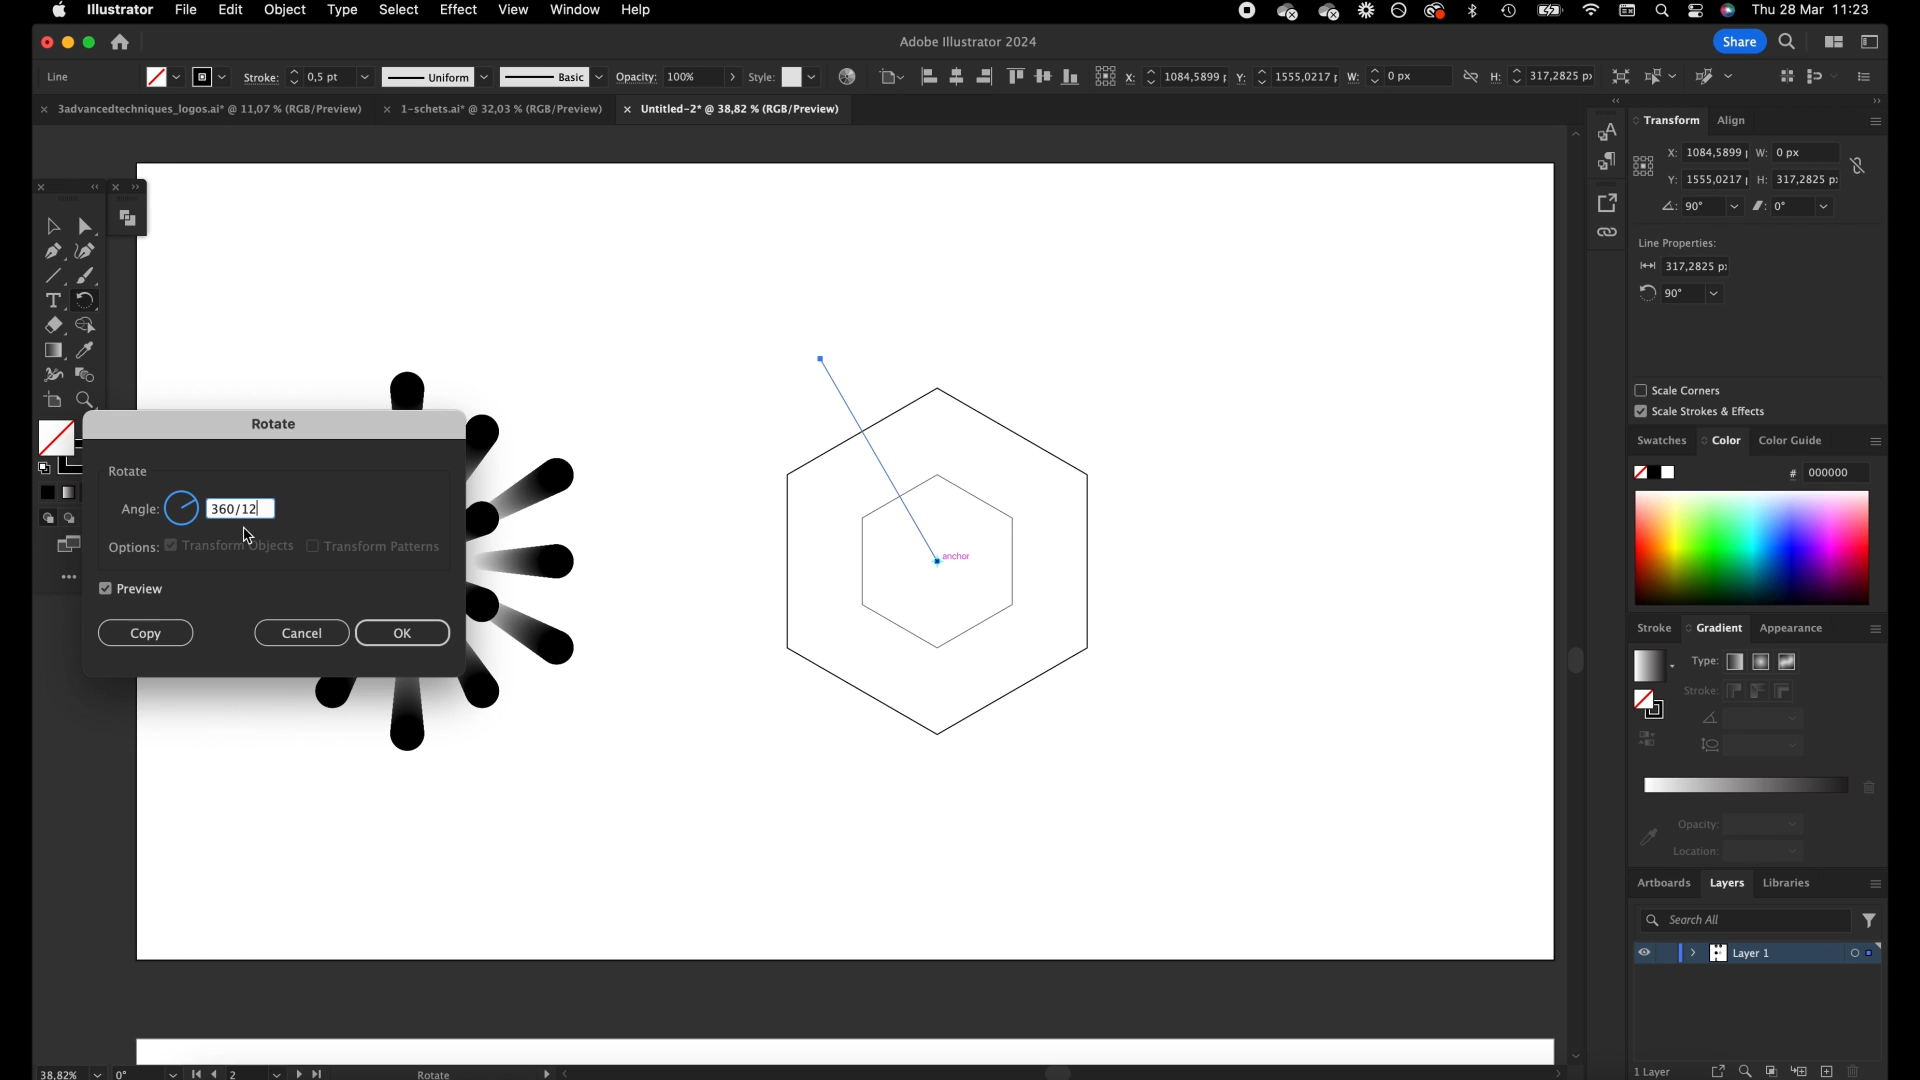 Illustrator File Edit Object Type Select Effect View Window Help Thu 28 Mar 11:23
Adobe Illustrator 2024 Share
Line Stroke: 0,5 pt Uniform Basic Opacity: 100% Style: X: 1084,5899 Y: 1555,0217 W: 0 px H: 317,2825 px
× 3advancedtechniques_logos.ai* @ 11,07 % (RGB/Preview) × 1-schets.ai* @ 32,03 % (RGB/Preview) × Untitled-2* @ 38,82 % (RGB/Preview)
Transform Align
X: 1084,5899 W: 0 px
Y: 1555,0217 H: 317,2825 px
90° 0°
Line Properties:
317,2825 px
90°
Scale Corners
Scale Strokes & Effects
Swatches Color Color Guide
# 000000
Stroke Gradient Appearance
Type:
Stroke:
Opacity:
Location:
Artboards Layers Libraries
Search All
Layer 1
1 Layer
Rotate
Rotate
Angle: 360/12
Options: Transform Objects Transform Patterns
Preview
Copy Cancel OK
anchor
38,82% 0° 2 Rotate